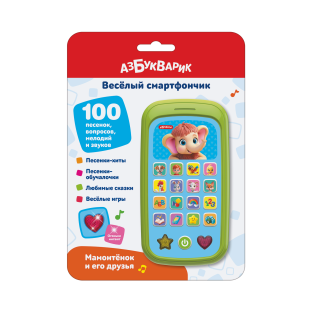 АЗБУКВАРИК
Весёлый смартфончик
100
песенок,
вопросов,
мелодий
и звуков
Песенки-хиты
Песенки-
обучалочки
Любимые сказки
Весёлые игры
Мамонтёнок
и его друзья